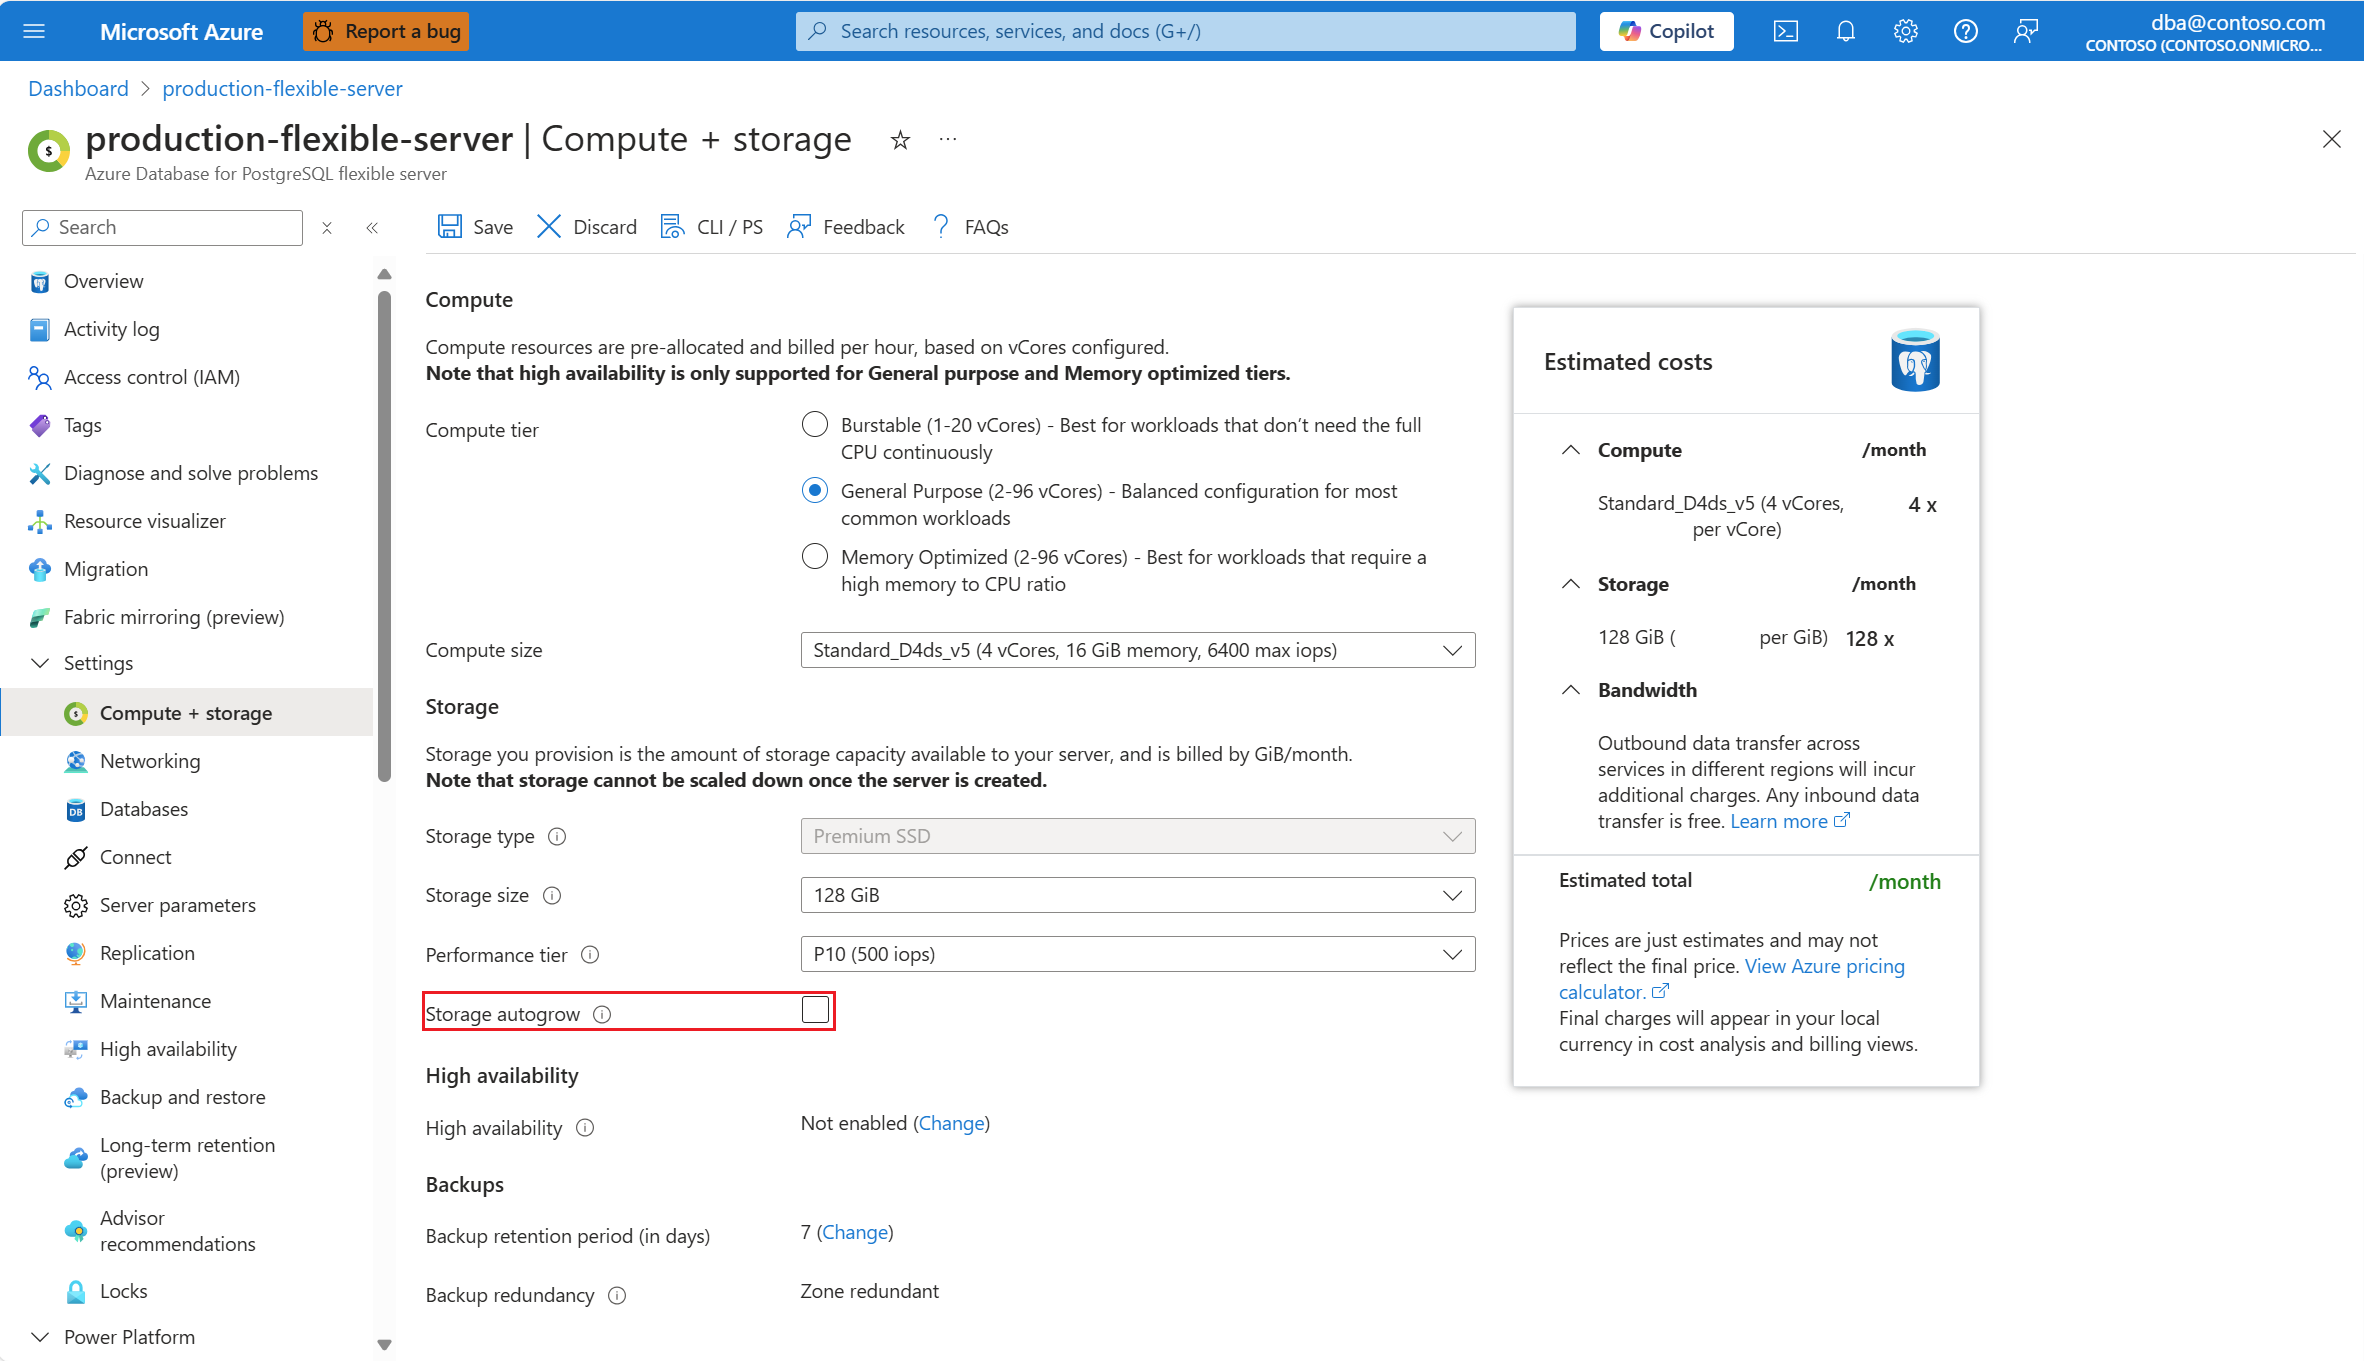 Microsoft Azure
Report a bug
Search resources, services, and docs (G+/)
Copilot
dba@contoso.com
CONTOSO (CONTOSO.ONMICRO...
Dashboard > production-flexible-server
production-flexible-server | Compute + storage
Azure Database for PostgreSQL flexible server
Search
Save
Discard
CLI / PS
Feedback
FAQs
Overview
Activity log
Access control (IAM)
Tags
Diagnose and solve problems
Resource visualizer
Migration
Fabric mirroring (preview)
Settings
Compute + storage
Networking
Databases
Connect
Server parameters
Replication
Maintenance
High availability
Backup and restore
Long-term retention
(preview)
Advisor
recommendations
Locks
Power Platform
Compute
Compute resources are pre-allocated and billed per hour, based on vCores configured.
Note that high availability is only supported for General purpose and Memory optimized tiers.
Compute tier
Burstable (1-20 vCores) - Best for workloads that don't need the full
CPU continuously
General Purpose (2-96 vCores) - Balanced configuration for most
common workloads
Memory Optimized (2-96 vCores) - Best for workloads that require a
high memory to CPU ratio
Compute size
Standard_D4ds_v5 (4 vCores, 16 GiB memory, 6400 max iops)
Storage
Storage you provision is the amount of storage capacity available to your server, and is billed by GiB/month.
Note that storage cannot be scaled down once the server is created.
Storage type
Premium SSD
Storage size
128 GiB
Performance tier
P10 (500 iops)
Storage autogrow
High availability
High availability
Not enabled (Change)
Backups
Backup retention period (in days)
7 (Change)
Backup redundancy
Zone redundant
Estimated costs
Compute /month
Standard_D4ds_v5 (4 vCores, 4 x
per vCore)
Storage /month
128 GiB ( per GiB) 128 x
Bandwidth
Outbound data transfer across
services in different regions will incur
additional charges. Any inbound data
transfer is free. Learn more
Estimated total /month
Prices are just estimates and may not
reflect the final price. View Azure pricing
calculator.
Final charges will appear in your local
currency in cost analysis and billing views.